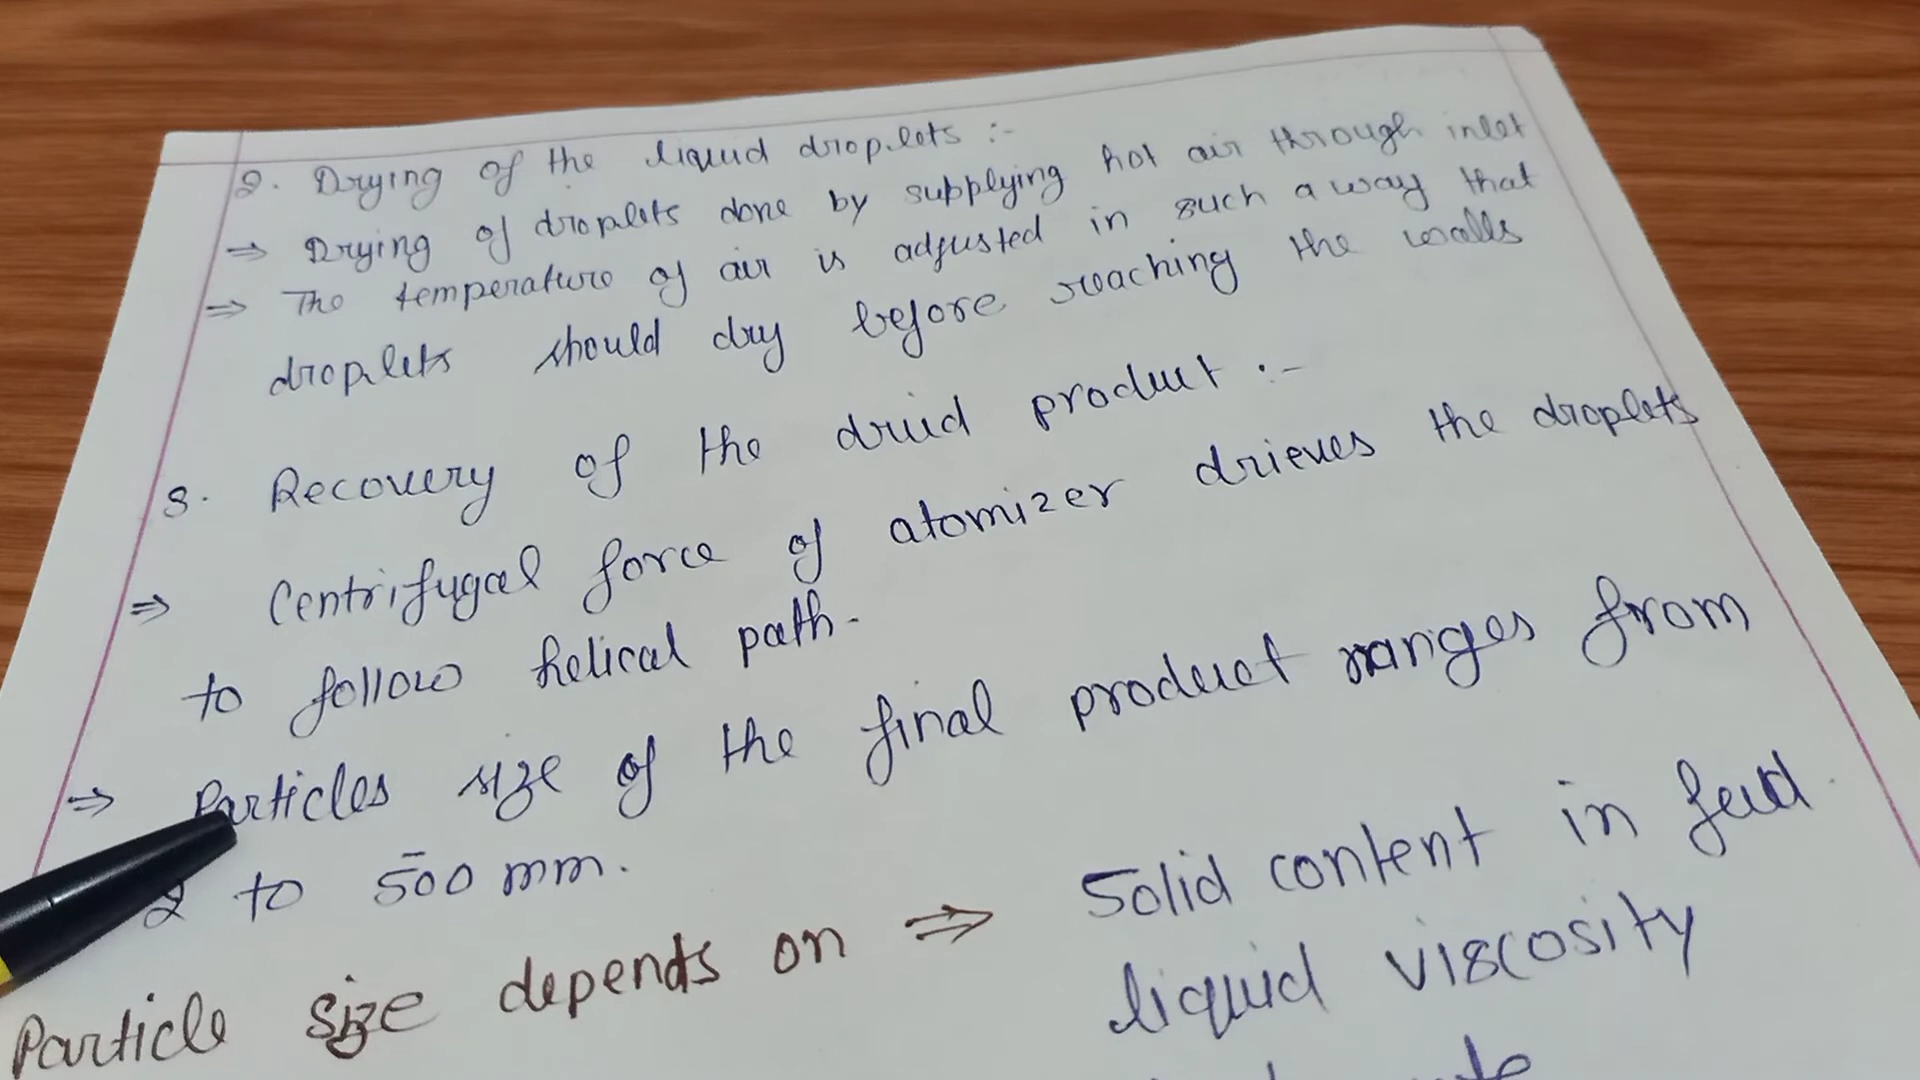 2. Drying of the liquid droplets :-
⇒ Drying of droplets done by supplying hot air through inlet
⇒ The temperature of air is adjusted in such a way that
droplets should dry before reaching the walls
3. Recovery of the dried product :-
⇒ Centrifugal force of atomizer drieves the droplets
to follow helical path.
⇒ Particles size of the final product ranges from
2 to 500 mm.
Particle size depends on ⇒ Solid content in feed
liquid viscosity